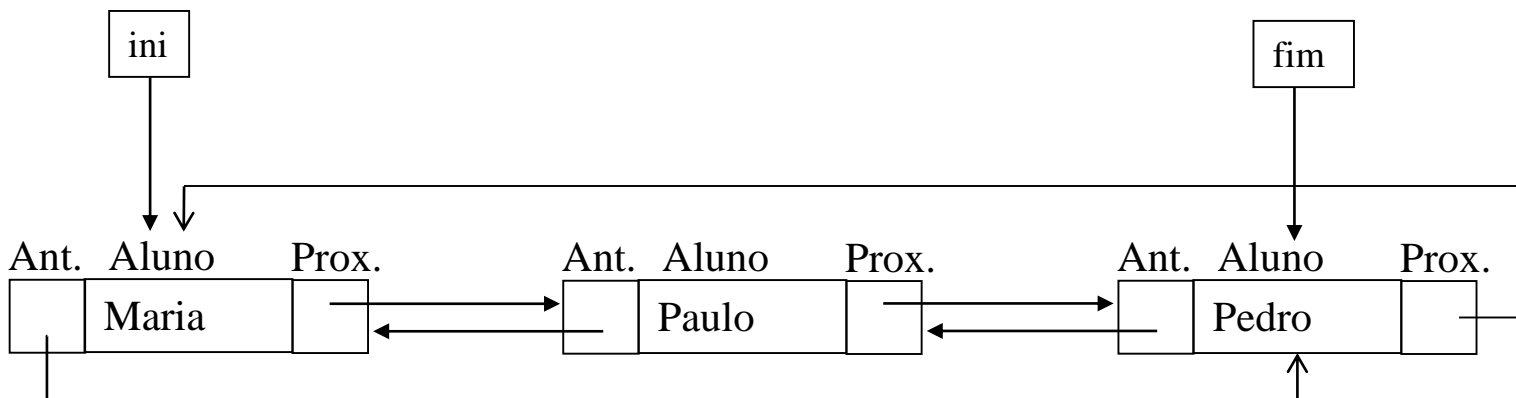 ini
fim
Ant. Aluno Prox.
Maria
Ant. Aluno Prox.
Paulo
Ant. Aluno Prox.
Pedro